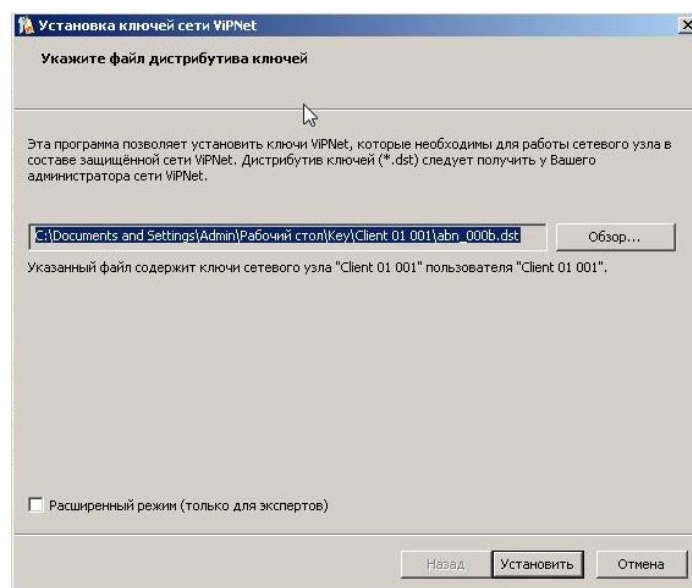 Установка ключей сети ViPNet
Укажите файл дистрибутива ключей
Эта программа позволяет установить ключи ViPNet, которые необходимы для работы сетевого узла в
составе защищённой сети ViPNet. Дистрибутив ключей (*.dst) следует получить у Вашего
администратора сети ViPNet.
C:\Documents and Settings\Admin\Рабочий стол\Key\Client 01 001\abn_000b.dst
Обзор...
Указанный файл содержит ключи сетевого узла "Client 01 001" пользователя "Client 01 001".
Расширенный режим (только для экспертов)
Назад Установить Отмена